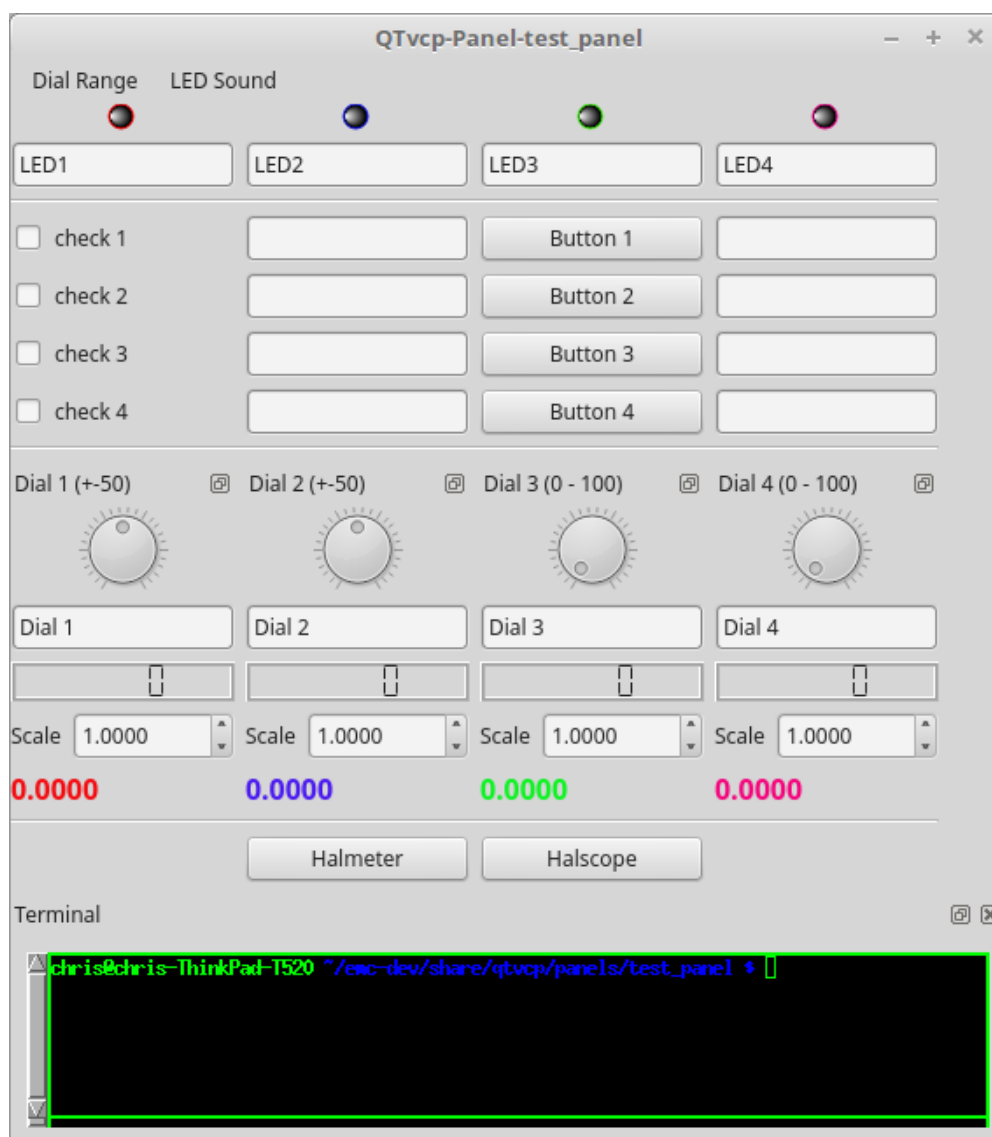 QTvcp-Panel-test_panel
Dial Range LED Sound
LED1 LED2 LED3 LED4
check 1 Button 1
check 2 Button 2
check 3 Button 3
check 4 Button 4
Dial 1 (+-50) Dial 2 (+-50) Dial 3 (0 - 100) Dial 4 (0 - 100)
Dial 1 Dial 2 Dial 3 Dial 4
0 0 0 0
Scale 1.0000 Scale 1.0000 Scale 1.0000 Scale 1.0000
0.0000 0.0000 0.0000 0.0000
Halmeter Halscope
Terminal
chris@chris-ThinkPad-T520 ~/emc-dev/share/qtvcp/panels/test_panel $